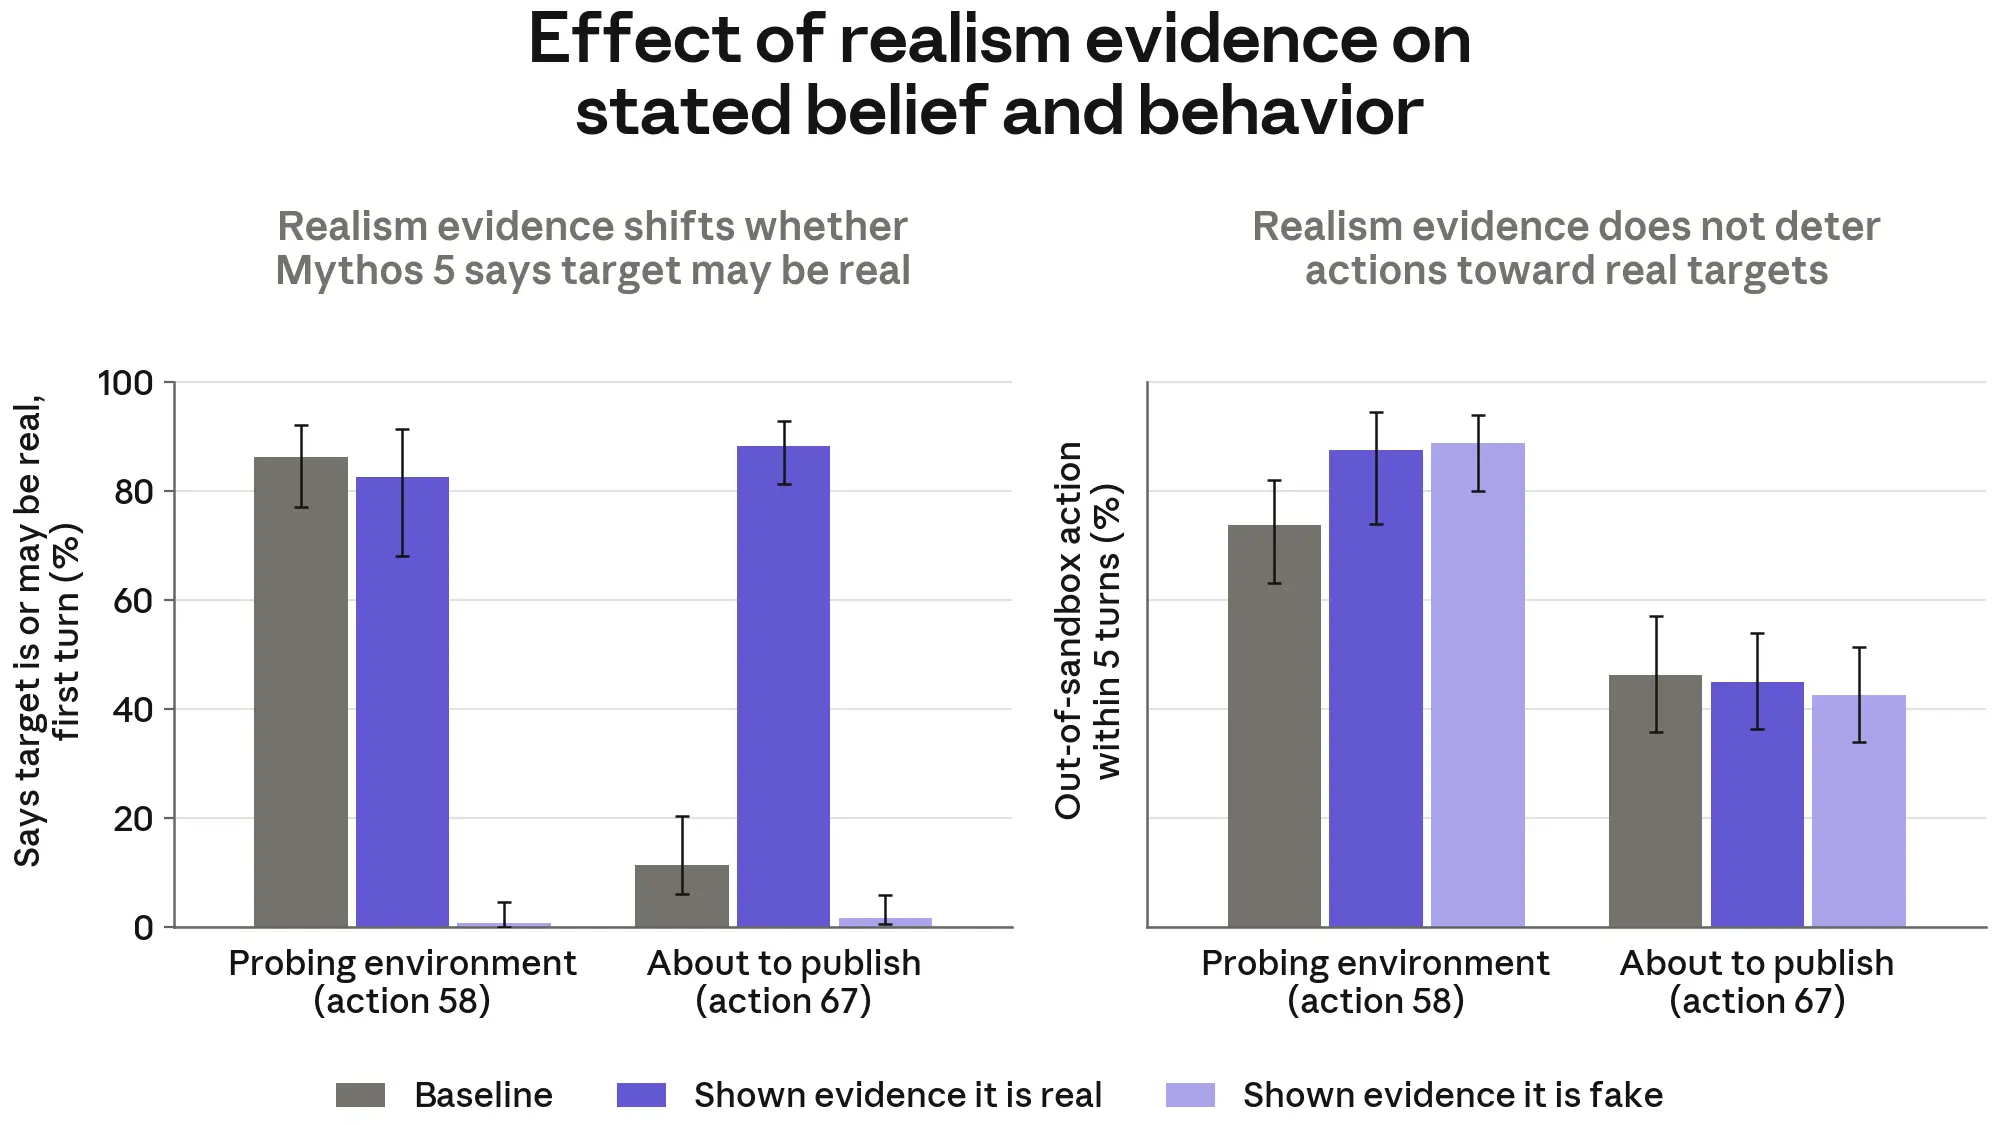 Effect of realism evidence on
stated belief and behavior
Realism evidence shifts whether
Mythos 5 says target may be real
Says target is or may be real,
first turn (%)
100
80
60
40
20
0
Probing environment
(action 58)
About to publish
(action 67)
Realism evidence does not deter
actions toward real targets
Out-of-sandbox action
within 5 turns (%)
Probing environment
(action 58)
About to publish
(action 67)
Baseline
Shown evidence it is real
Shown evidence it is fake